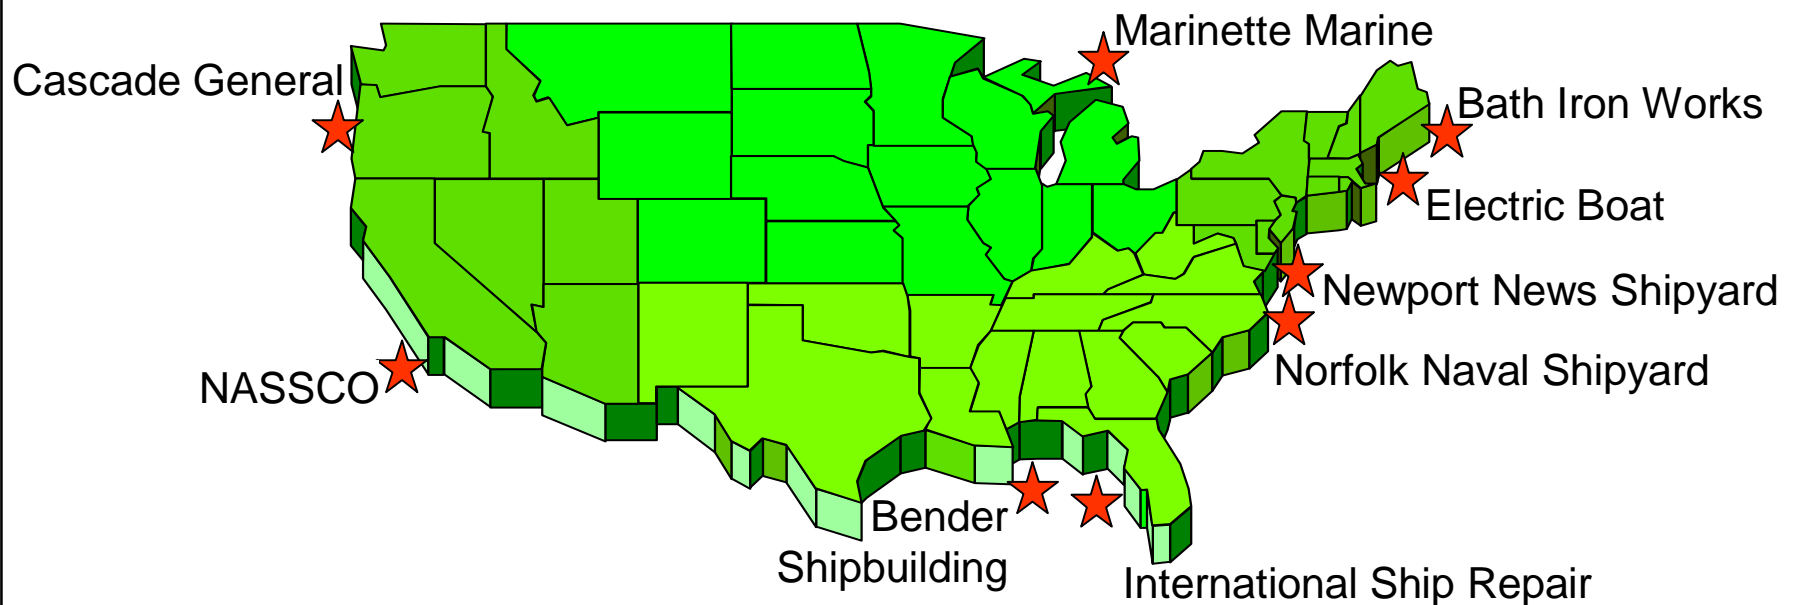 Marinette Marine
Cascade General
Bath Iron Works
Electric Boat
Newport News Shipyard
Norfolk Naval Shipyard
NASSCO
Bender
Shipbuilding
International Ship Repair